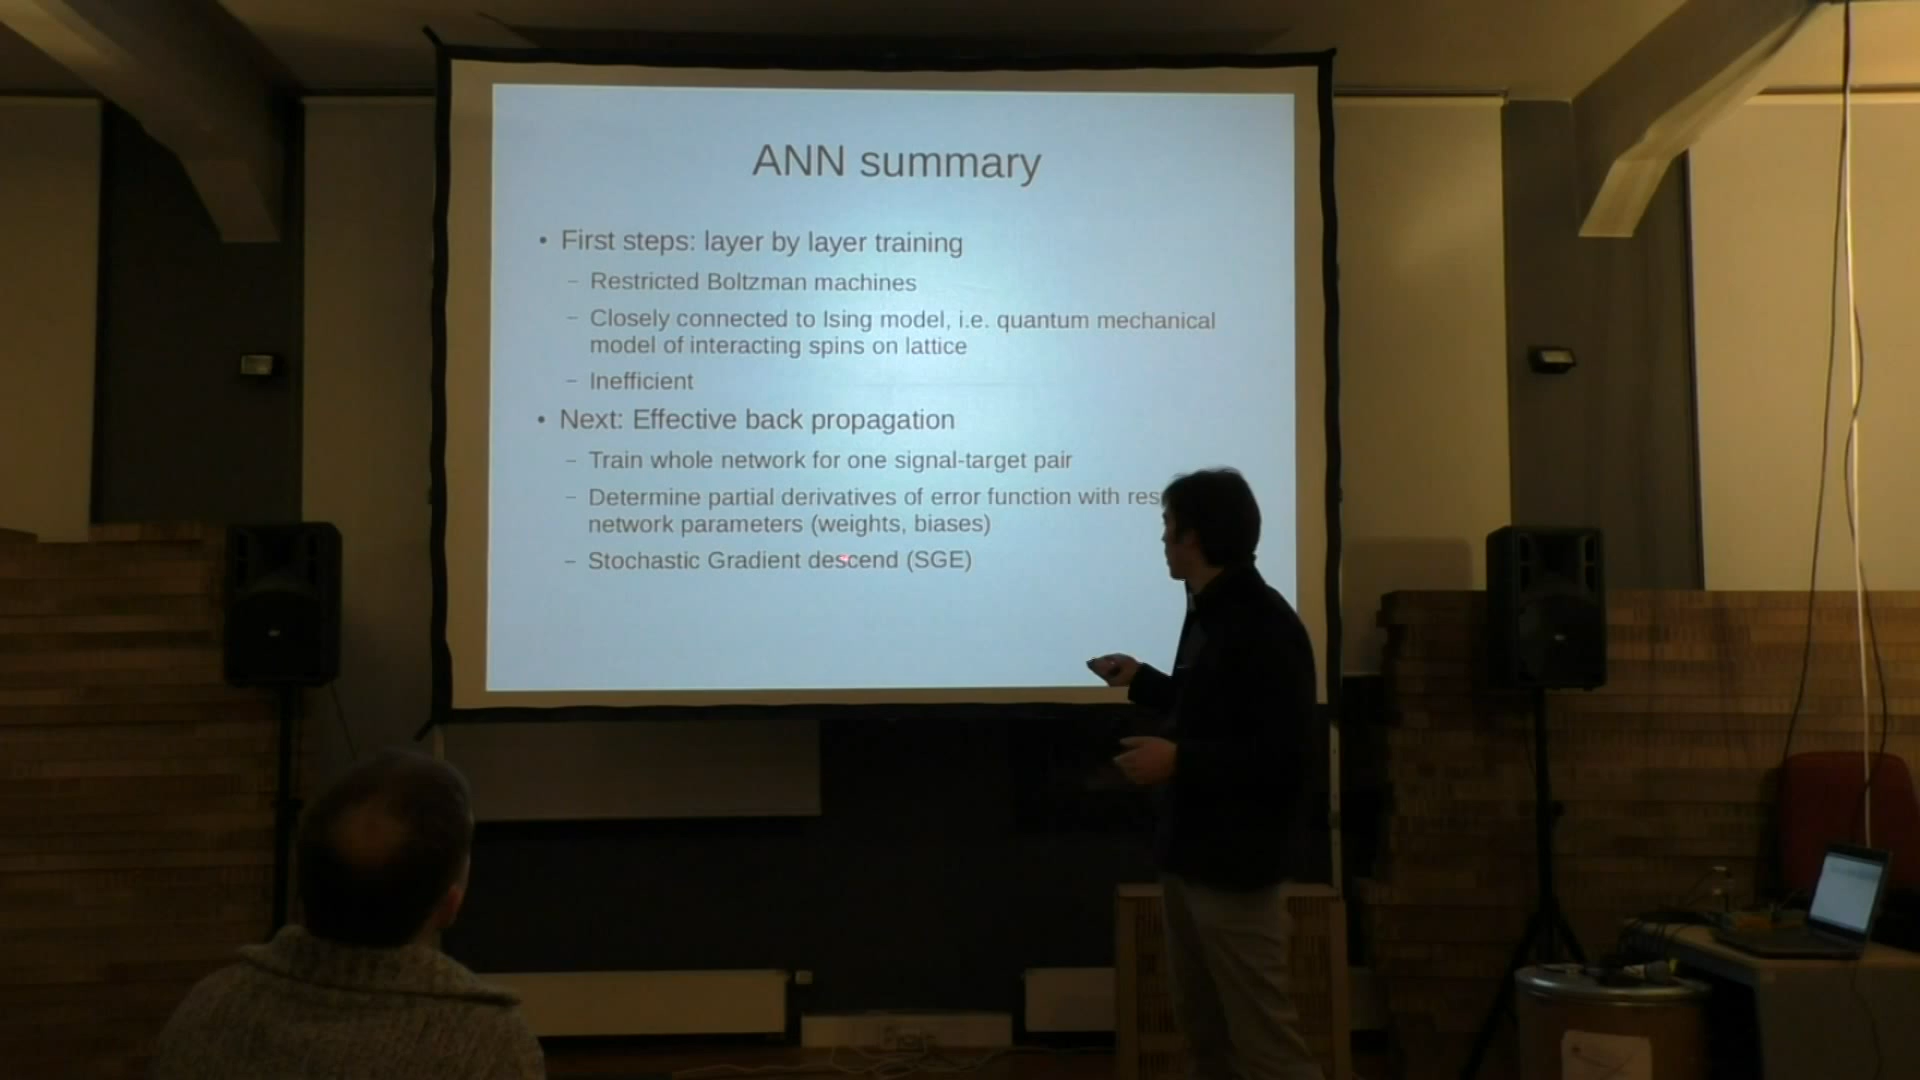 ANN summary
• First steps: layer by layer training
– Restricted Boltzman machines
– Closely connected to Ising model, i.e. quantum mechanical
model of interacting spins on lattice
– Inefficient
• Next: Effective back propagation
– Train whole network for one signal-target pair
– Determine partial derivatives of error function with
network parameters (weights, biases)
– Stochastic Gradient descend (SGE)